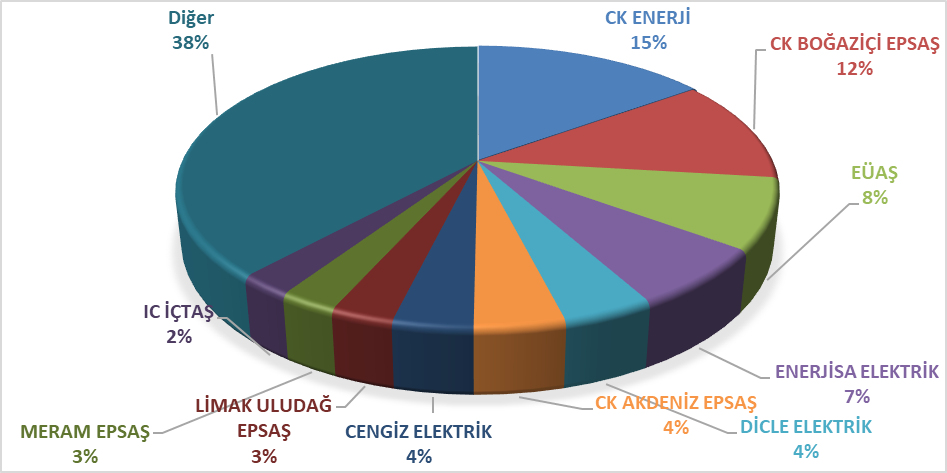 Diğer
38%
CK ENERJİ
15%
CK BOĞAZİÇİ EPSAŞ
12%
EÜAŞ
8%
ENERJİSA ELEKTRİK
7%
DİCLE ELEKTRİK
4%
CK AKDENİZ EPSAŞ
4%
CENGİZ ELEKTRİK
4%
LİMAK ULUDAĞ
EPSAŞ
3%
MERAM EPSAŞ
3%
IC İÇTAŞ
2%